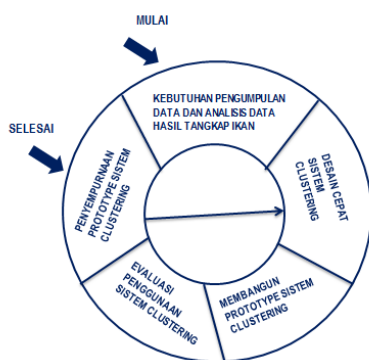 MULAI
KEBUTUHAN PENGUMPULAN
DATA DAN ANALISIS DATA
HASIL TANGKAP IKAN
DESAIN CEPAT
SISTEM
CLUSTERING
MEMBANGUN
PROTOTYPE SISTEM
CLUSTERING
EVALUASI
PENGGUNAAN
SISTEM CLUSTERING
PENYEMPURNAAN
PROTOTYPE SISTEM
CLUSTERING
SELESAI